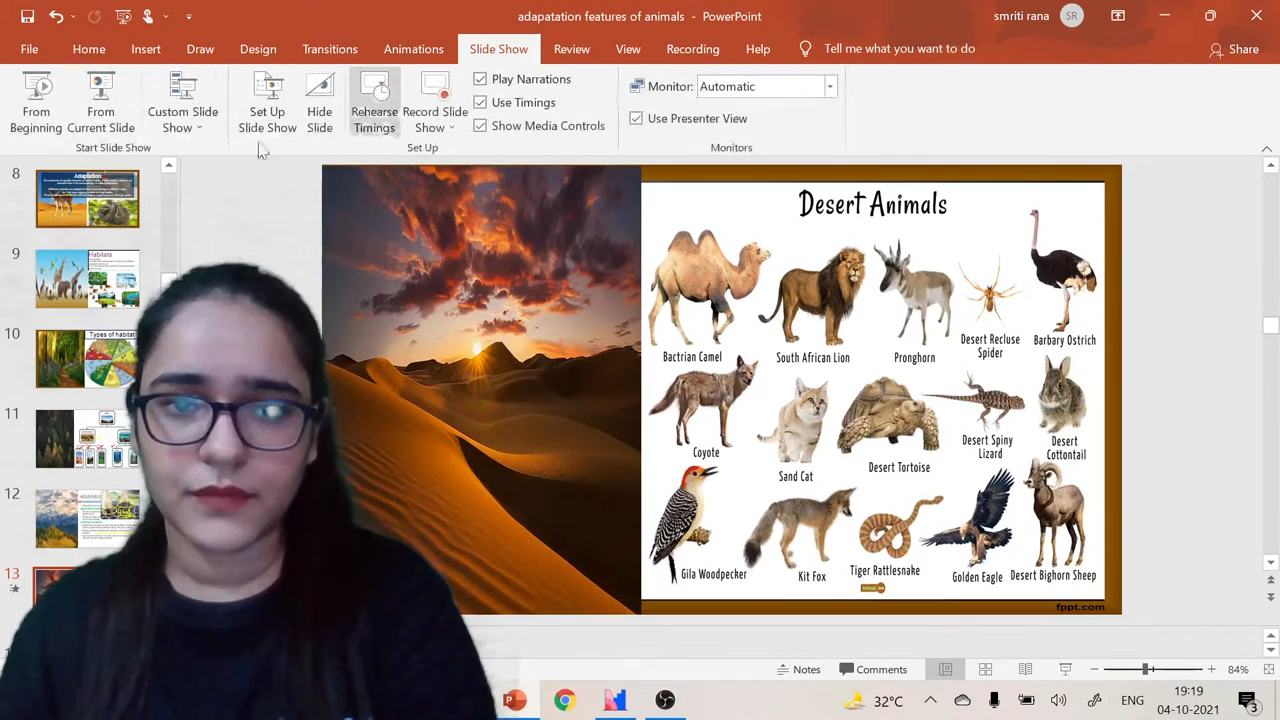 adapatation features of animals - PowerPoint
smriti rana
SR
File
Home
Insert
Draw
Design
Transitions
Animations
Slide Show
Review
View
Recording
Help
Tell me what you want to do
Share
From Beginning
From Current Slide
Custom Slide Show
Set Up Slide Show
Hide Slide
Rehearse Timings
Record Slide Show
Play Narrations
Use Timings
Show Media Controls
Monitor:
Automatic
Use Presenter View
Start Slide Show
Set Up
Monitors
8
Adaptation
9
Habitats
10
Types of habitat
11
12
13
Desert Animals
Bactrian Camel
South African Lion
Pronghorn
Desert Recluse
Spider
Barbary Ostrich
Coyote
Sand Cat
Desert Tortoise
Desert Spiny
Lizard
Desert
Cottontail
Gila Woodpecker
Kit Fox
Tiger Rattlesnake
Golden Eagle
Desert Bighorn Sheep
fppt.com
Notes
Comments
84%
32°C
ENG
19:19
04-10-2021
3